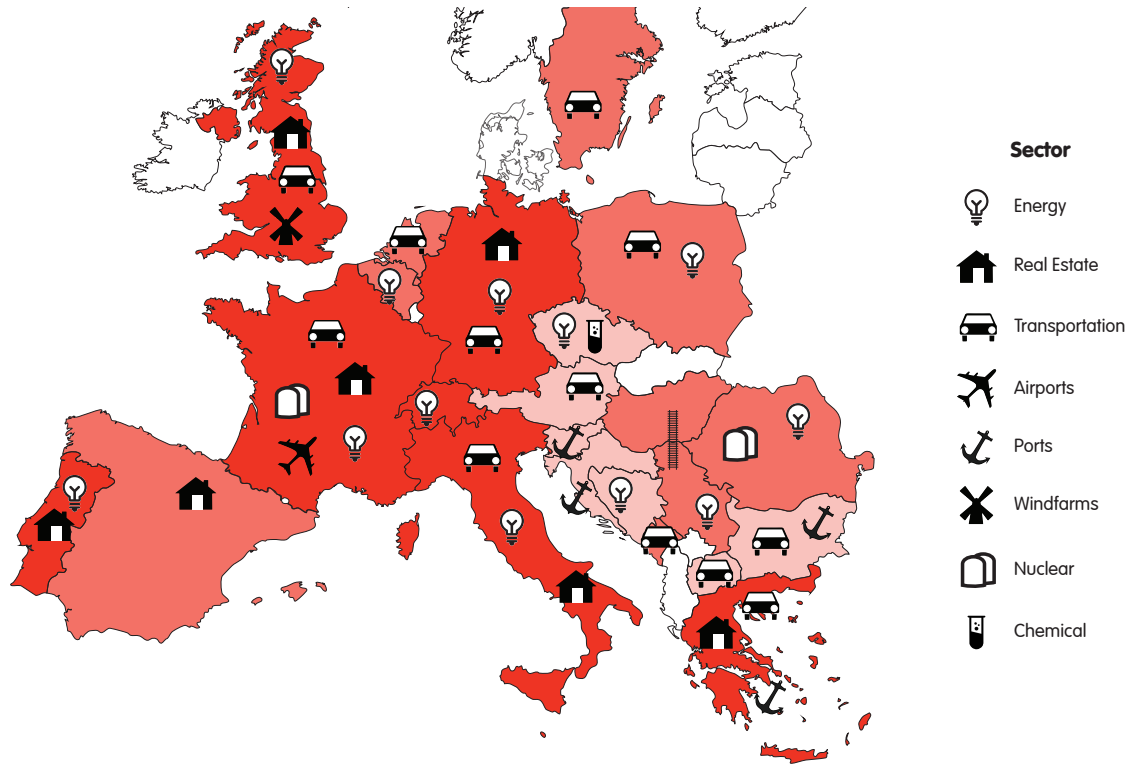 Sector
Energy
Real Estate
Transportation
Airports
Ports
Windfarms
Nuclear
Chemical